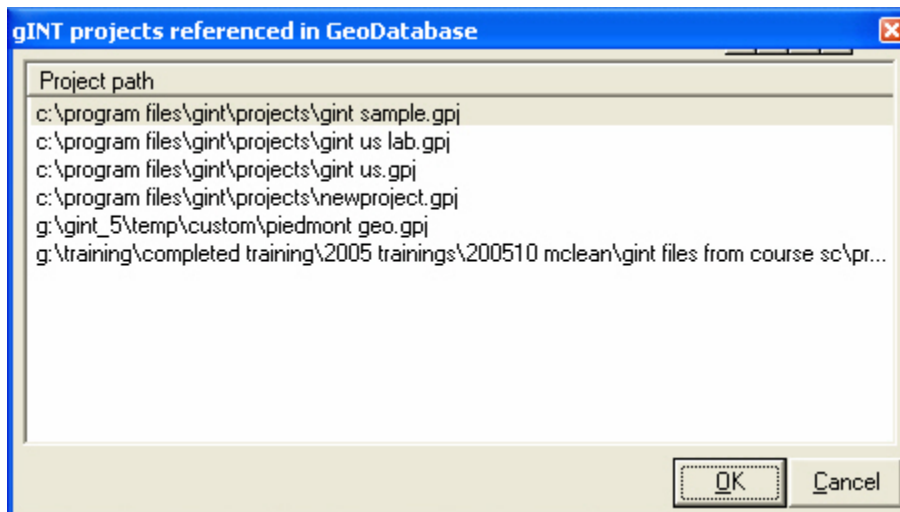 gINT projects referenced in GeoDatabase
Project path
c:\program files\gint\projects\gint sample.gpj
c:\program files\gint\projects\gint us lab.gpj
c:\program files\gint\projects\gint us.gpj
c:\program files\gint\projects\newproject.gpj
g:\gint_5\temp\custom\piedmont geo.gpj
g:\training\completed training\2005 trainings\200510 mclean\gint files from course sc\pr...
OK Cancel